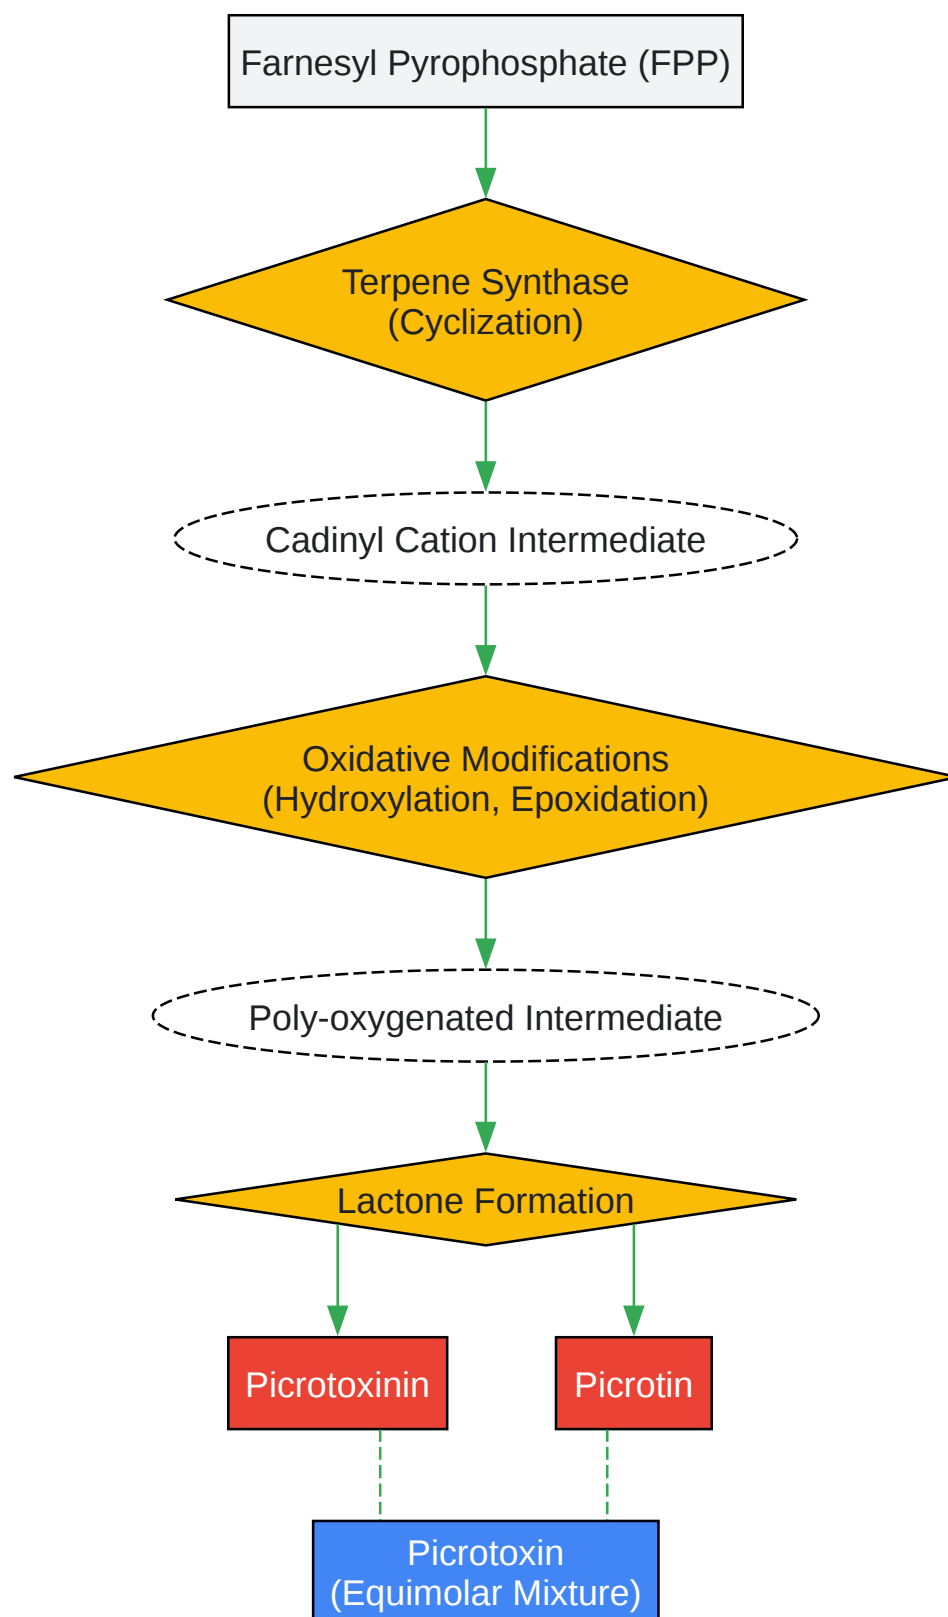 Farnesyl Pyrophosphate (FPP)
Terpene Synthase
(Cyclization)
Cadinyl Cation Intermediate
Oxidative Modifications
(Hydroxylation, Epoxidation)
Poly-oxygenated Intermediate
Lactone Formation
Picrotoxinin
Picrotin
Picrotoxin
(Equimolar Mixture)